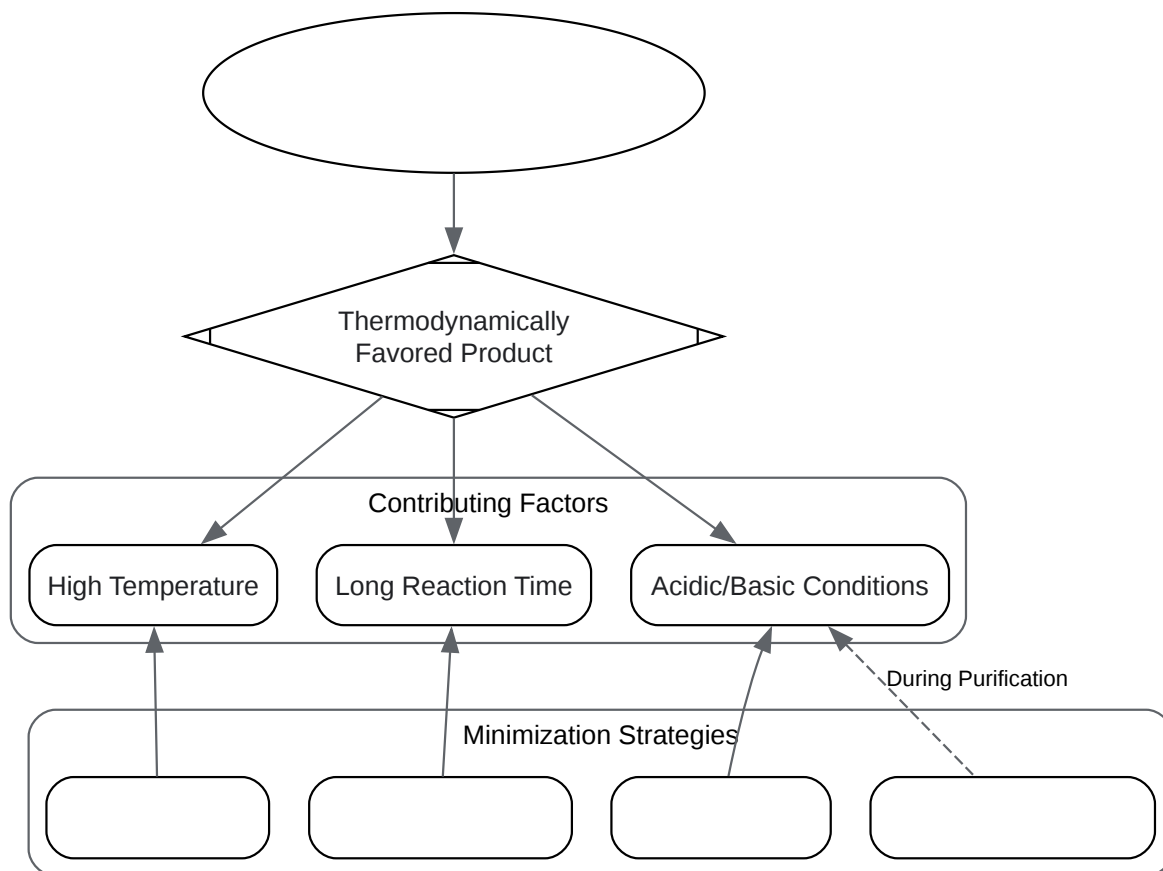 Thermodynamically
Favored Product
Contributing Factors
High Temperature
Long Reaction Time
Acidic/Basic Conditions
During Purification
Minimization Strategies